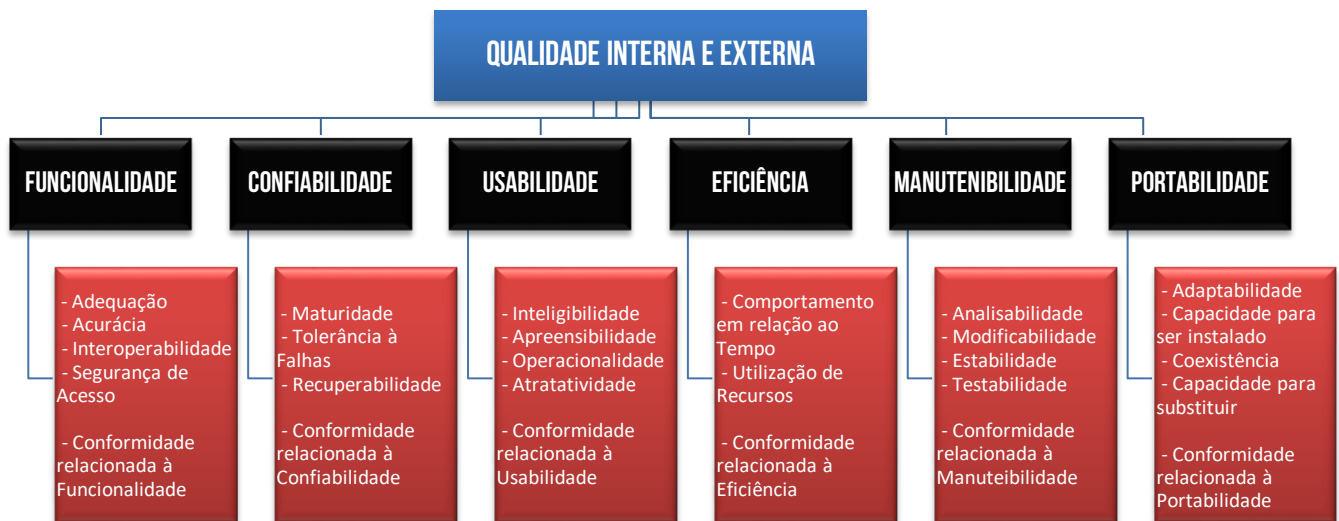 QUALIDADE INTERNA E EXTERNA
FUNCIONALIDADE
CONFIABILIDADE
USABILIDADE
EFICIÊNCIA
MANUTENIBILIDADE
PORTABILIDADE
- Adequação
- Acurácia
- Interoperabilidade
- Segurança de
Acesso
- Conformidade
relacionada à
Funcionalidade
- Maturidade
- Tolerância à
Falhas
- Recuperabilidade
- Conformidade
relacionada à
Confiabilidade
- Inteligibilidade
- Apreensibilidade
- Operacionalidade
- Atratatividade
- Conformidade
relacionada à
Usabilidade
- Comportamento
em relação ao
Tempo
- Utilização de
Recursos
- Conformidade
relacionada à
Eficiência
- Analisabilidade
- Modificabilidade
- Estabilidade
- Testabilidade
- Conformidade
relacionada à
Manuteibilidade
- Adaptabilidade
- Capacidade para
ser instalado
- Coexistência
- Capacidade para
substituir
- Conformidade
relacionada à
Portabilidade